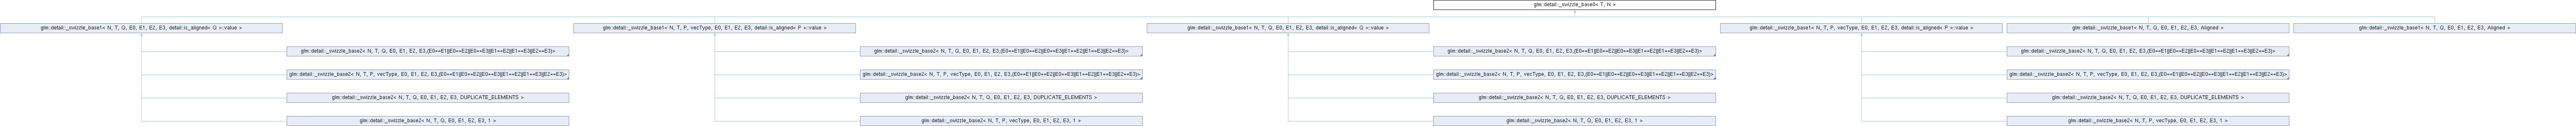 glm::detail::_swizzle_base0< T, N >
glm::detail::_swizzle_base1< N, T, Q, E0, E1, E2, E3, detail::is_aligned< Q >::value >
glm::detail::_swizzle_base1< N, T, P, vecType, E0, E1, E2, E3, detail::is_aligned< P >::value >
glm::detail::_swizzle_base1< N, T, Q, E0, E1, E2, E3, detail::is_aligned< Q >::value >
glm::detail::_swizzle_base1< N, T, P, vecType, E0, E1, E2, E3, detail::is_aligned< P >::value >
glm::detail::_swizzle_base1< N, T, Q, E0, E1, E2, E3, Aligned >
glm::detail::_swizzle_base1< N, T, Q, E0, E1, E2, E3, Aligned >
glm::detail::_swizzle_base2< N, T, Q, E0, E1, E2, E3,(E0==E1||E0==E2||E0==E3||E1==E2||E1==E3||E2==E3)>
glm::detail::_swizzle_base2< N, T, Q, E0, E1, E2, E3,(E0==E1||E0==E2||E0==E3||E1==E2||E1==E3||E2==E3)>
glm::detail::_swizzle_base2< N, T, Q, E0, E1, E2, E3,(E0==E1||E0==E2||E0==E3||E1==E2||E1==E3||E2==E3)>
glm::detail::_swizzle_base2< N, T, Q, E0, E1, E2, E3,(E0==E1||E0==E2||E0==E3||E1==E2||E1==E3||E2==E3)>
glm::detail::_swizzle_base2< N, T, P, vecType, E0, E1, E2, E3,(E0==E1||E0==E2||E0==E3||E1==E2||E1==E3||E2==E3)>
glm::detail::_swizzle_base2< N, T, P, vecType, E0, E1, E2, E3,(E0==E1||E0==E2||E0==E3||E1==E2||E1==E3||E2==E3)>
glm::detail::_swizzle_base2< N, T, P, vecType, E0, E1, E2, E3,(E0==E1||E0==E2||E0==E3||E1==E2||E1==E3||E2==E3)>
glm::detail::_swizzle_base2< N, T, P, vecType, E0, E1, E2, E3,(E0==E1||E0==E2||E0==E3||E1==E2||E1==E3||E2==E3)>
glm::detail::_swizzle_base2< N, T, Q, E0, E1, E2, E3, DUPLICATE_ELEMENTS >
glm::detail::_swizzle_base2< N, T, Q, E0, E1, E2, E3, DUPLICATE_ELEMENTS >
glm::detail::_swizzle_base2< N, T, Q, E0, E1, E2, E3, DUPLICATE_ELEMENTS >
glm::detail::_swizzle_base2< N, T, Q, E0, E1, E2, E3, DUPLICATE_ELEMENTS >
glm::detail::_swizzle_base2< N, T, Q, E0, E1, E2, E3, 1 >
glm::detail::_swizzle_base2< N, T, P, vecType, E0, E1, E2, E3, 1 >
glm::detail::_swizzle_base2< N, T, Q, E0, E1, E2, E3, 1 >
glm::detail::_swizzle_base2< N, T, P, vecType, E0, E1, E2, E3, 1 >